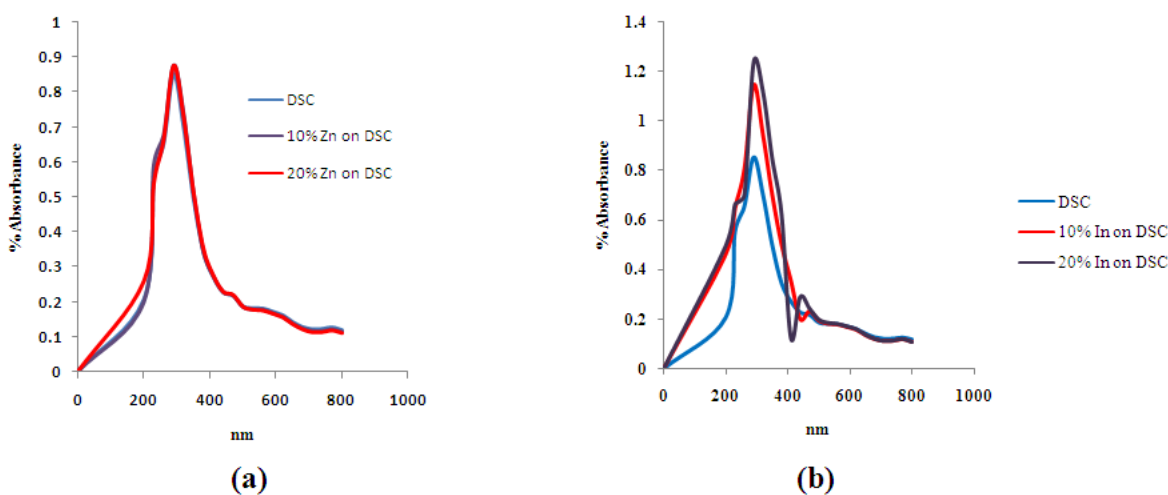 1
0.9
0.8
0.7
0.6
0.5
0.4
0.3
0.2
0.1
0
% Absorbance
DSC
10% Zn on DSC
20% Zn on DSC
0 200 400 600 800 1000
nm
(a)
1.4
1.2
1
0.8
0.6
0.4
0.2
0
% Absorbance
DSC
10% In on DSC
20% In on DSC
0 200 400 600 800 1000
nm
(b)